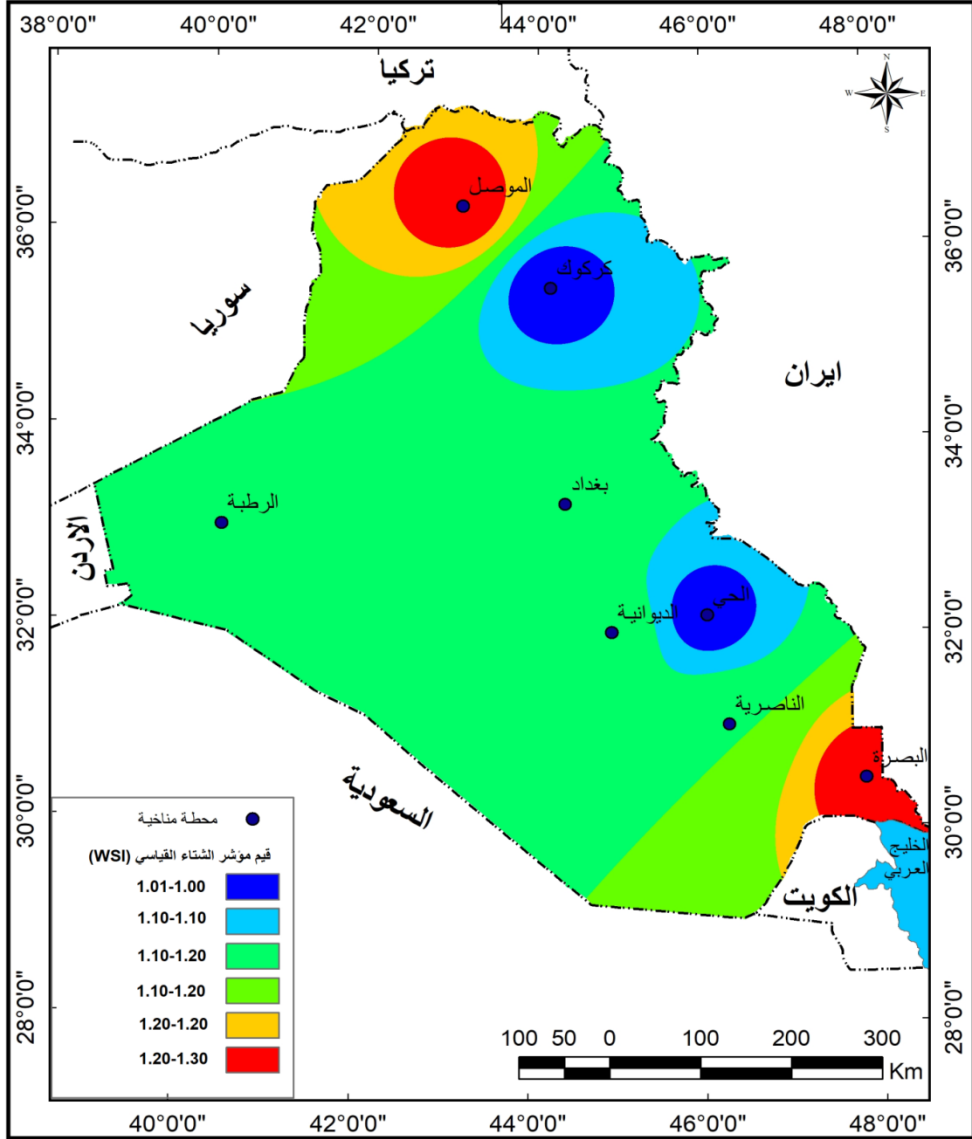 38°0'0"
40°0'0"
42°0'0"
44°0'0"
46°0'0"
48°0'0"
N
W
E
S
تركيا
الموصل
36°0'0"
36°0'0"
كركوك
سوريا
ايران
34°0'0"
34°0'0"
بغداد
الرطبة
الاردن
الحي
الديوانية
32°0'0"
32°0'0"
الناصرية
البصرة
السعودية
30°0'0"
30°0'0"
الخليج
العربي
الكويت
محطة مناخية
قيم مؤشر الشتاء القياسي (WSI)
1.01-1.00
1.10-1.10
1.10-1.20
1.10-1.20
1.20-1.20
1.20-1.30
28°0'0"
28°0'0"
100 50 0 100 200 300
Km
40°0'0"
42°0'0"
44°0'0"
46°0'0"
48°0'0"